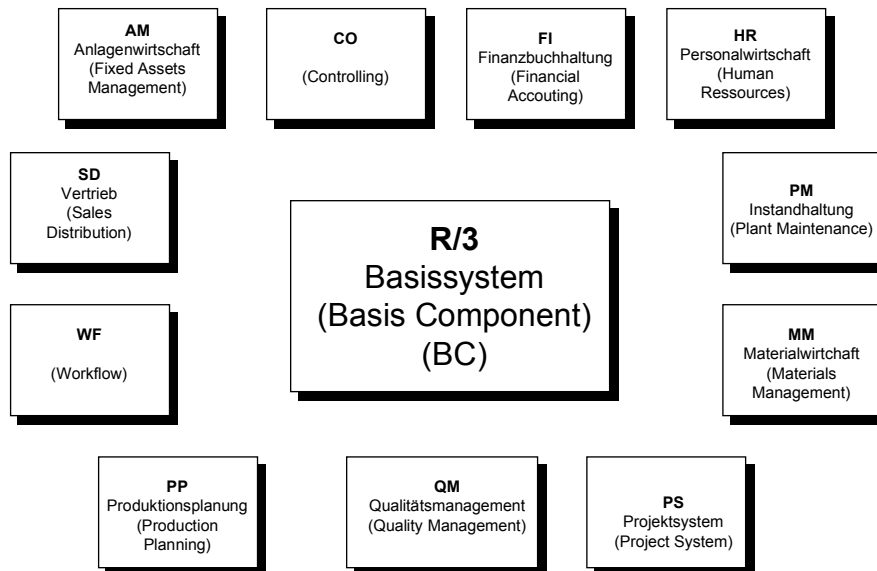 AM
Anlagenwirtschaft
(Fixed Assets
Management)
CO
(Controlling)
FI
Finanzbuchhaltung
(Financial
Accouting)
HR
Personalwirtschaft
(Human
Ressources)
SD
Vertrieb
(Sales
Distribution)
R/3
Basissystem
(Basis Component)
(BC)
PM
Instandhaltung
(Plant Maintenance)
WF
(Workflow)
MM
Materialwirtchaft
(Materials
Management)
PP
Produktionsplanung
(Production
Planning)
QM
Qualitätsmanagement
(Quality Management)
PS
Projektsystem
(Project System)